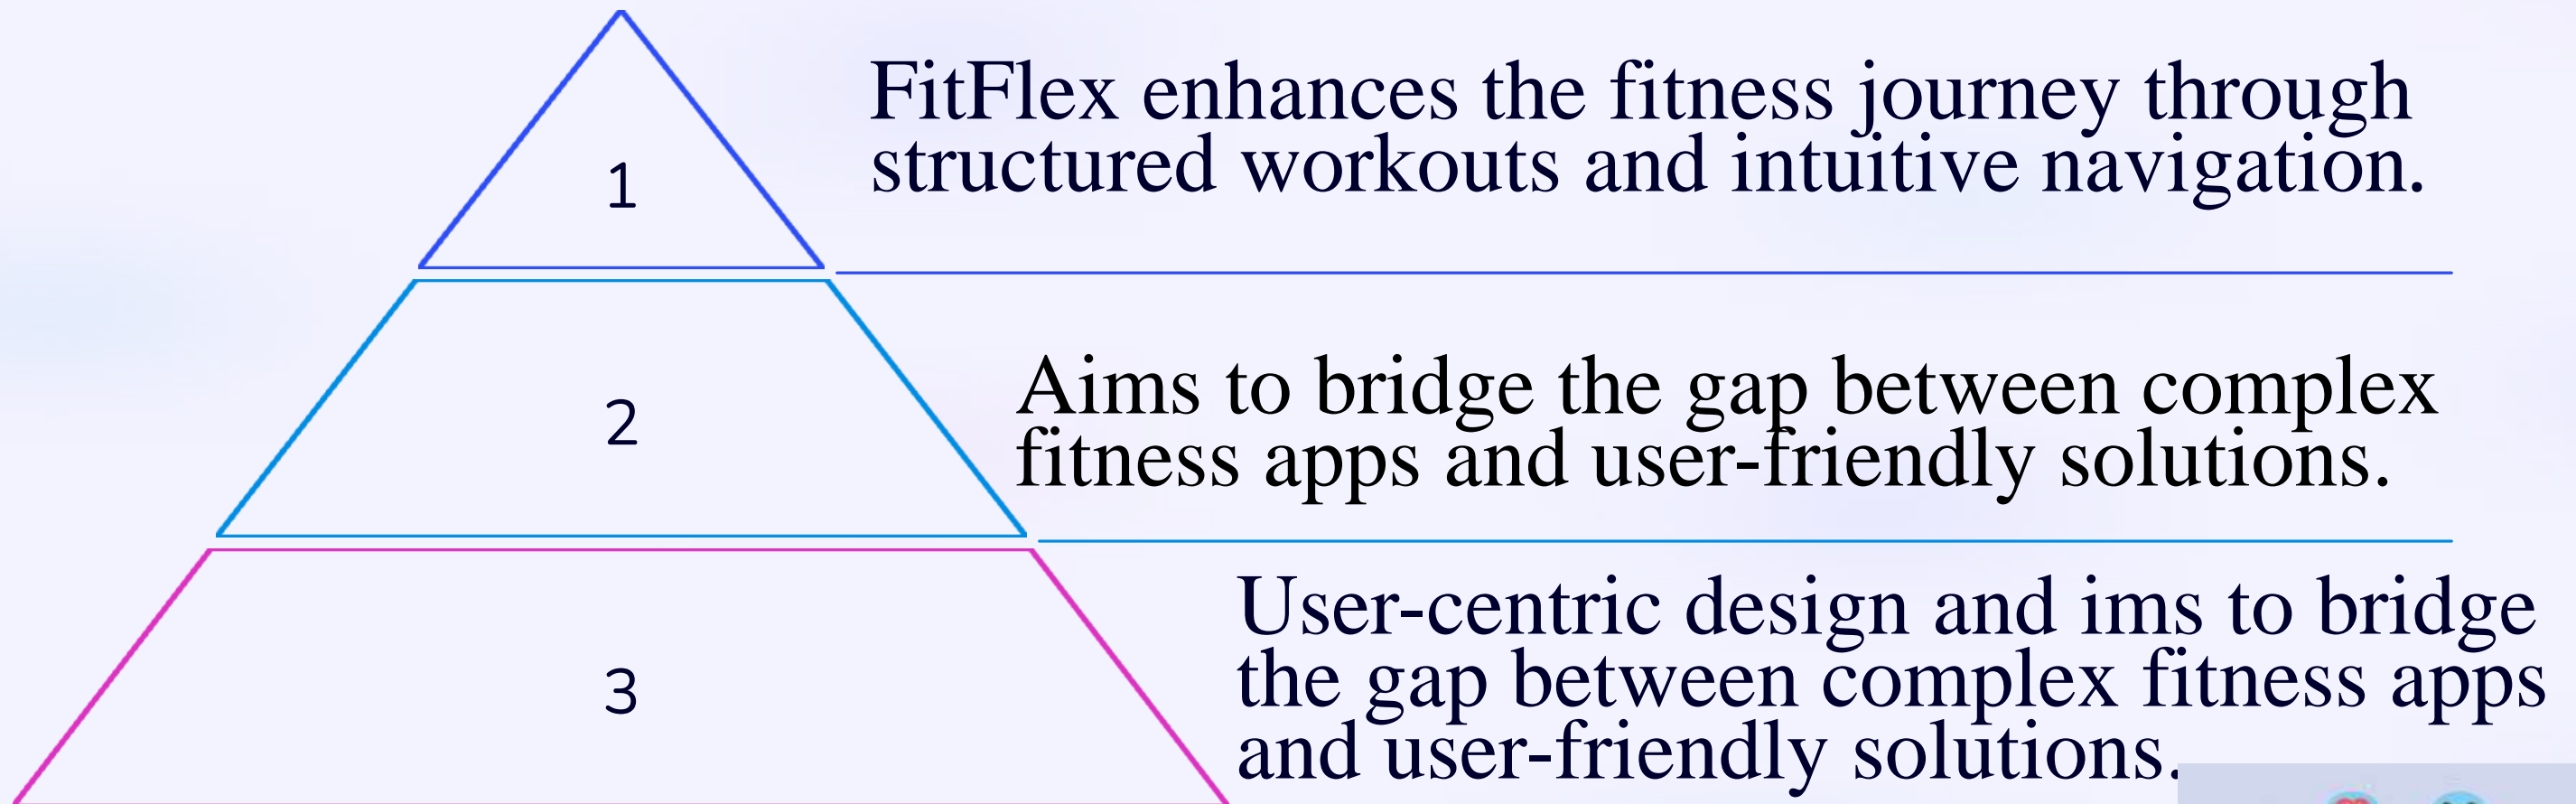 1
FitFlex enhances the fitness journey through
structured workouts and intuitive navigation.
2
Aims to bridge the gap between complex
fitness apps and user-friendly solutions.
3
User-centric design and ims to bridge
the gap between complex fitness apps
and user-friendly solutions.